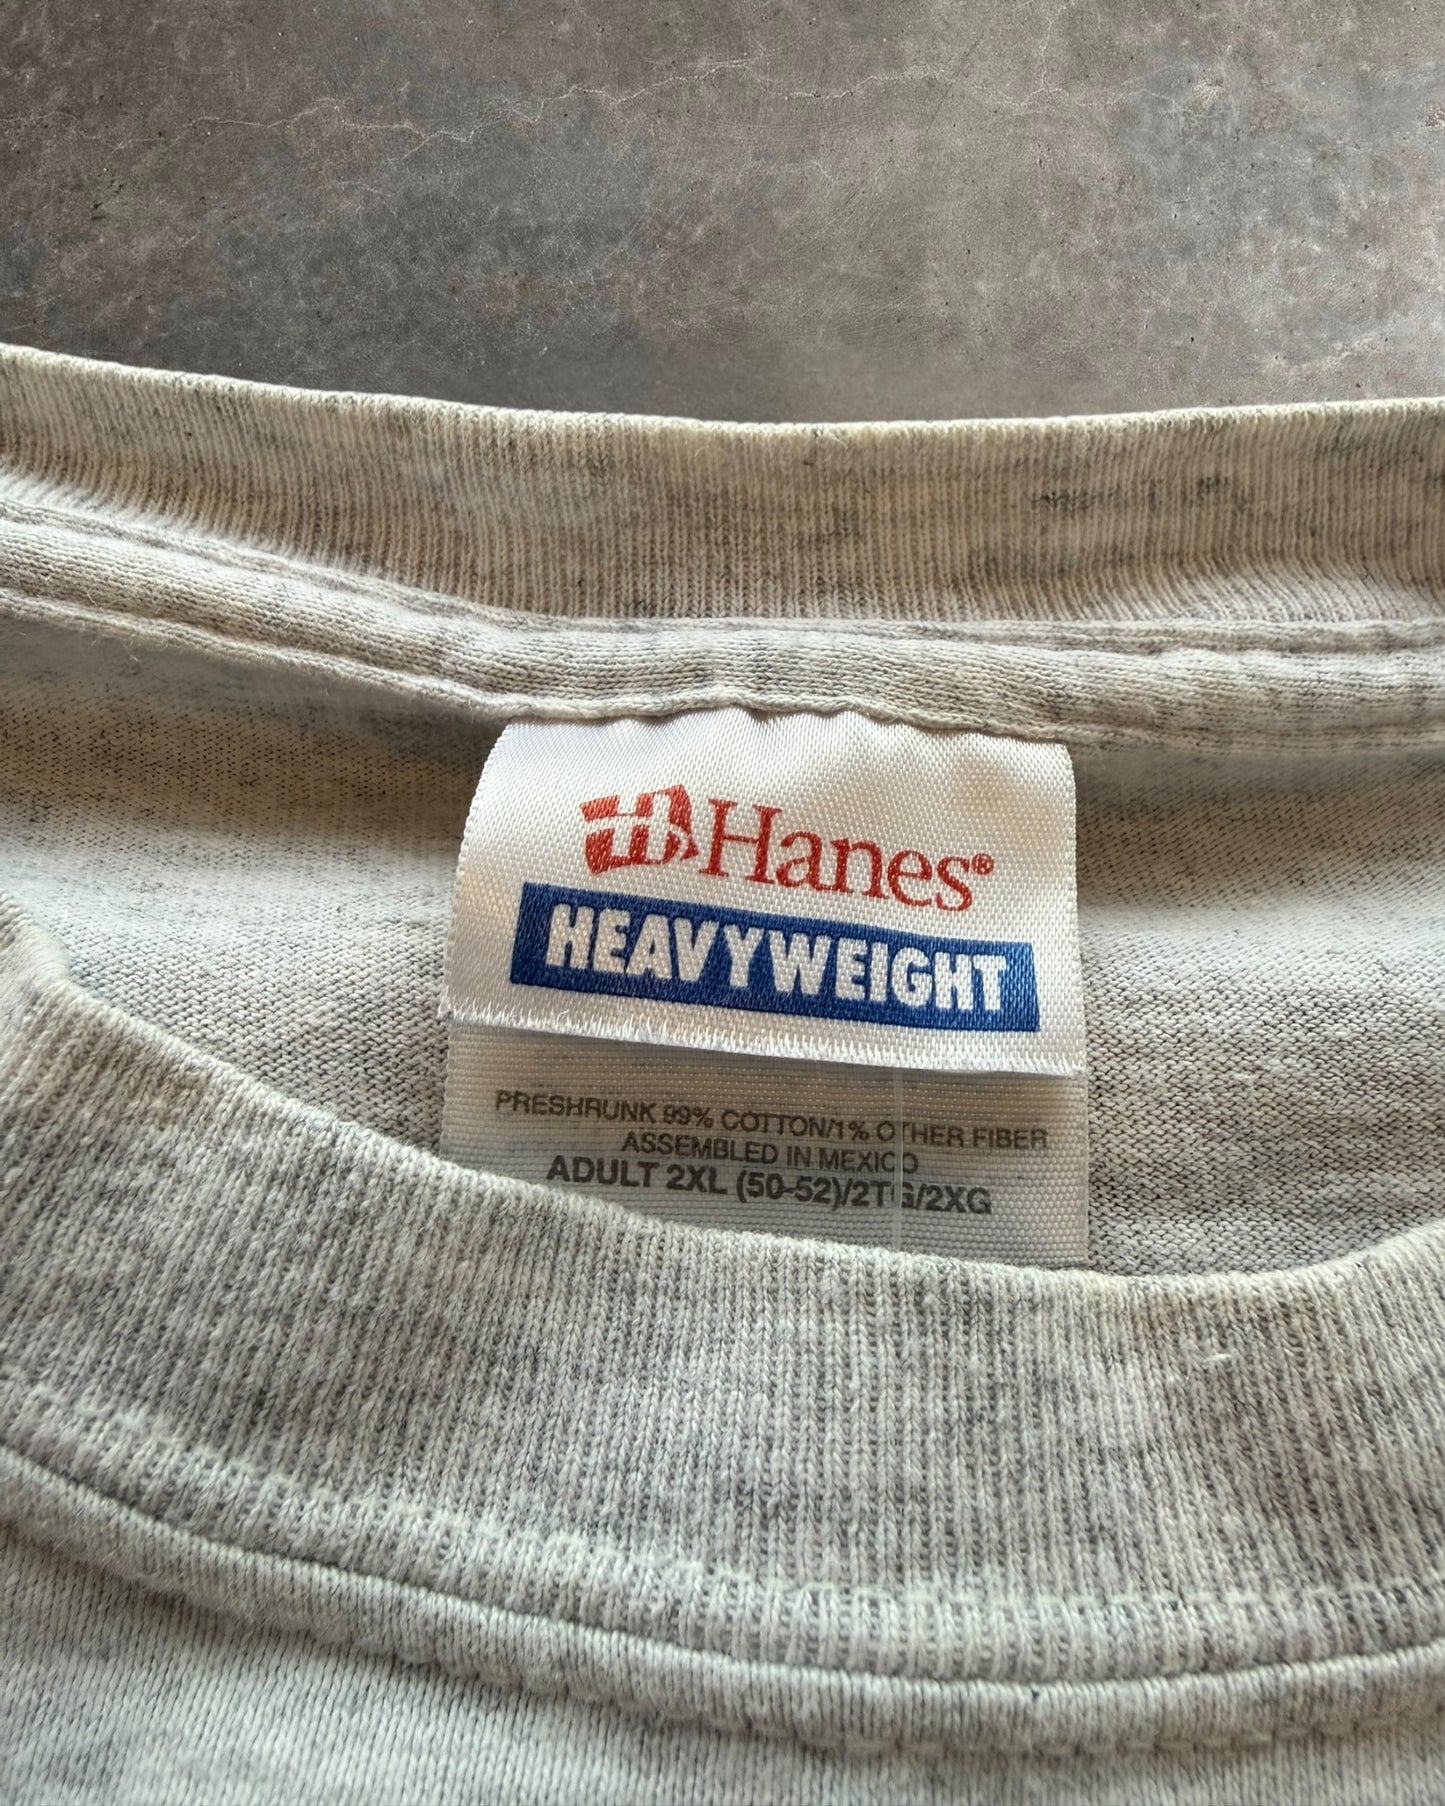 Hanes®
HEAVYWEIGHT
PRESHRUNK 99% COTTON/1% OTHER FIBER
ASSEMBLED IN MEXICO
ADULT 2XL (50-52)/2TG/2XG